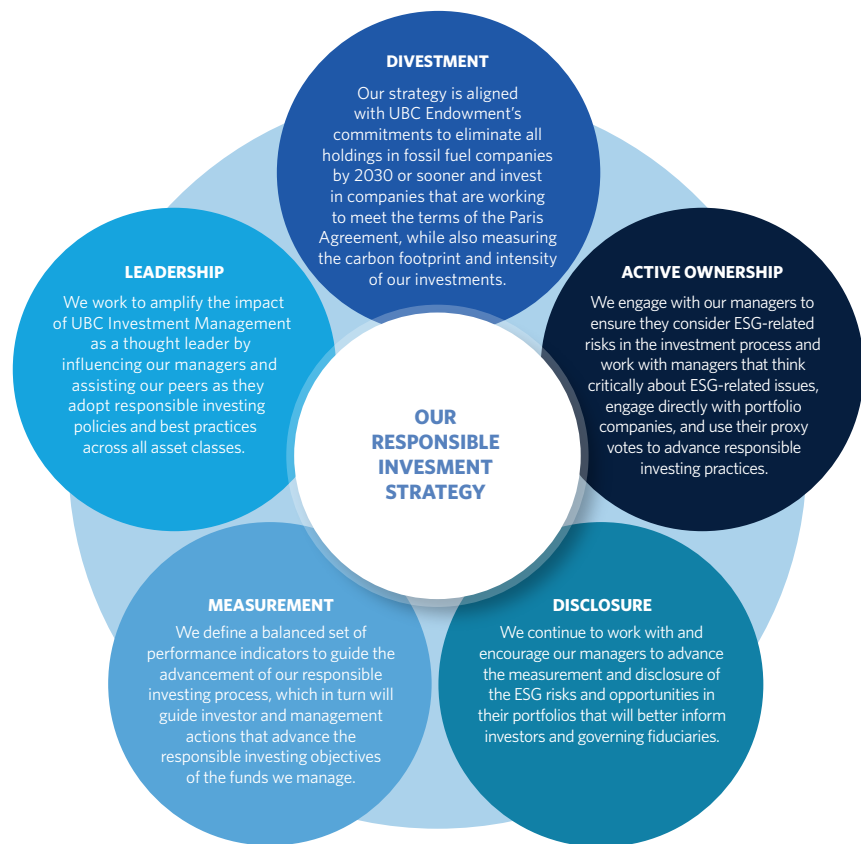 DIVESTMENT
Our strategy is aligned
with UBC Endowment's
commitments to eliminate all
holdings in fossil fuel companies
by 2030 or sooner and invest
in companies that are working
to meet the terms of the Paris
Agreement, while also measuring
the carbon footprint and intensity
of our investments.
LEADERSHIP
We work to amplify the impact
of UBC Investment Management
as a thought leader by
influencing our managers and
assisting our peers as they
adopt responsible investing
policies and best practices
across all asset classes.
ACTIVE OWNERSHIP
We engage with our managers to
ensure they consider ESG-related
risks in the investment process and
work with managers that think
critically about ESG-related issues,
engage directly with portfolio
companies, and use their proxy
votes to advance responsible
investing practices.
OUR
RESPONSIBLE
INVESMENT
STRATEGY
MEASUREMENT
We define a balanced set of
performance indicators to guide the
advancement of our responsible
investing process, which in turn will
guide investor and management
actions that advance the
responsible investing objectives
of the funds we manage.
DISCLOSURE
We continue to work with and
encourage our managers to advance
the measurement and disclosure of
the ESG risks and opportunities in
their portfolios that will better inform
investors and governing fiduciaries.